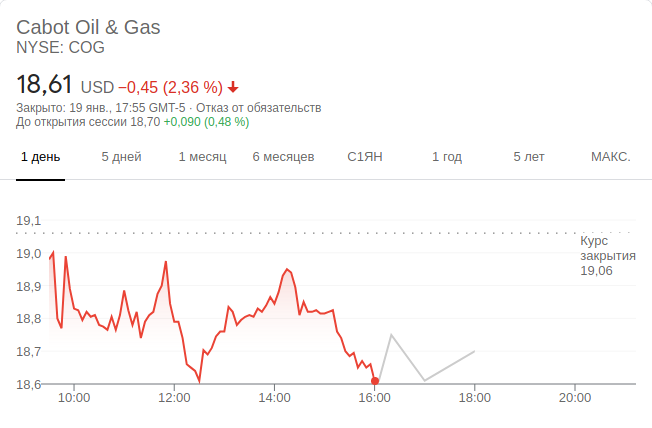 Cabot Oil & Gas
NYSE: COG
18,61 USD −0,45 (2,36 %)
Закрыто: 19 янв., 17:55 GMT-5 · Отказ от обязательств
До открытия сессии 18,70 +0,090 (0,48 %)
1 день 5 дней 1 месяц 6 месяцев С1ЯН 1 год 5 лет МАКС.
19,1
Курс
закрытия
19,06
19,0
18,9
18,8
18,7
18,6
10:00 12:00 14:00 16:00 18:00 20:00